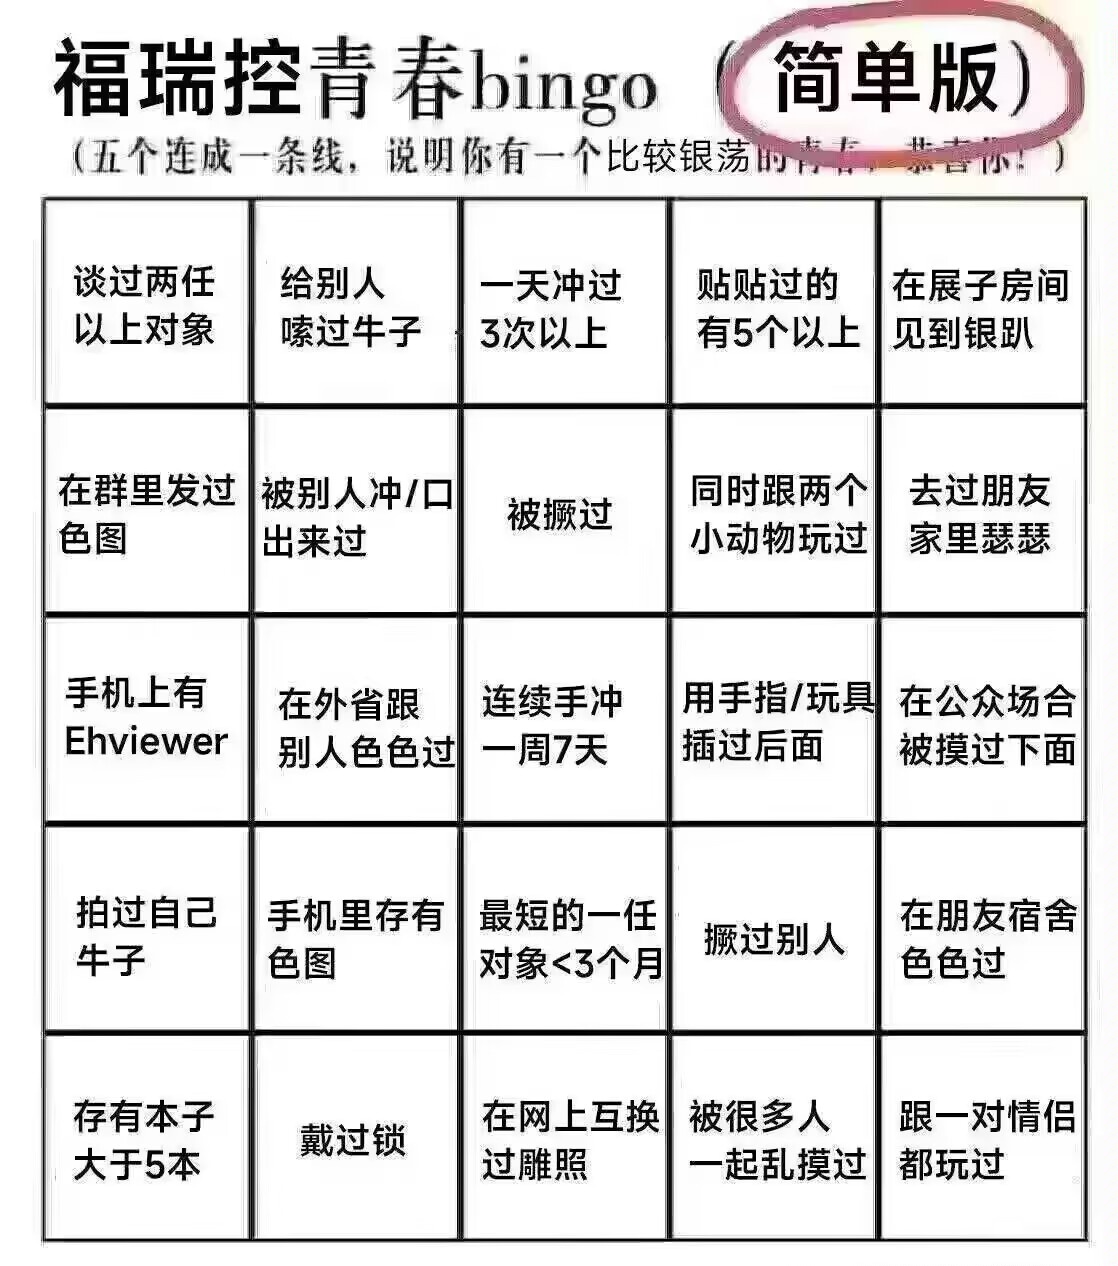 福瑞控青春bingo（简单版）
（五个连成一条线，说明你有一个比较银荡的青春，恭喜你！）
谈过两任
以上对象
给别人
嗦过牛子
一天冲过
3次以上
贴贴过的
有5个以上
在展子房间
见到银趴
在群里发过
色图
被别人冲/口
出来过
被撅过
同时跟两个
小动物玩过
去过朋友
家里瑟瑟
手机上有
Ehviewer
在外省跟
别人色色过
连续手冲
一周7天
用手指/玩具
插过后面
在公众场合
被摸过下面
拍过自己
牛子
手机里存有
色图
最短的一任
对象<3个月
撅过别人
在朋友宿舍
色色过
存有本子
大于5本
戴过锁
在网上互换
过雕照
被很多人
一起乱摸过
跟一对情侣
都玩过